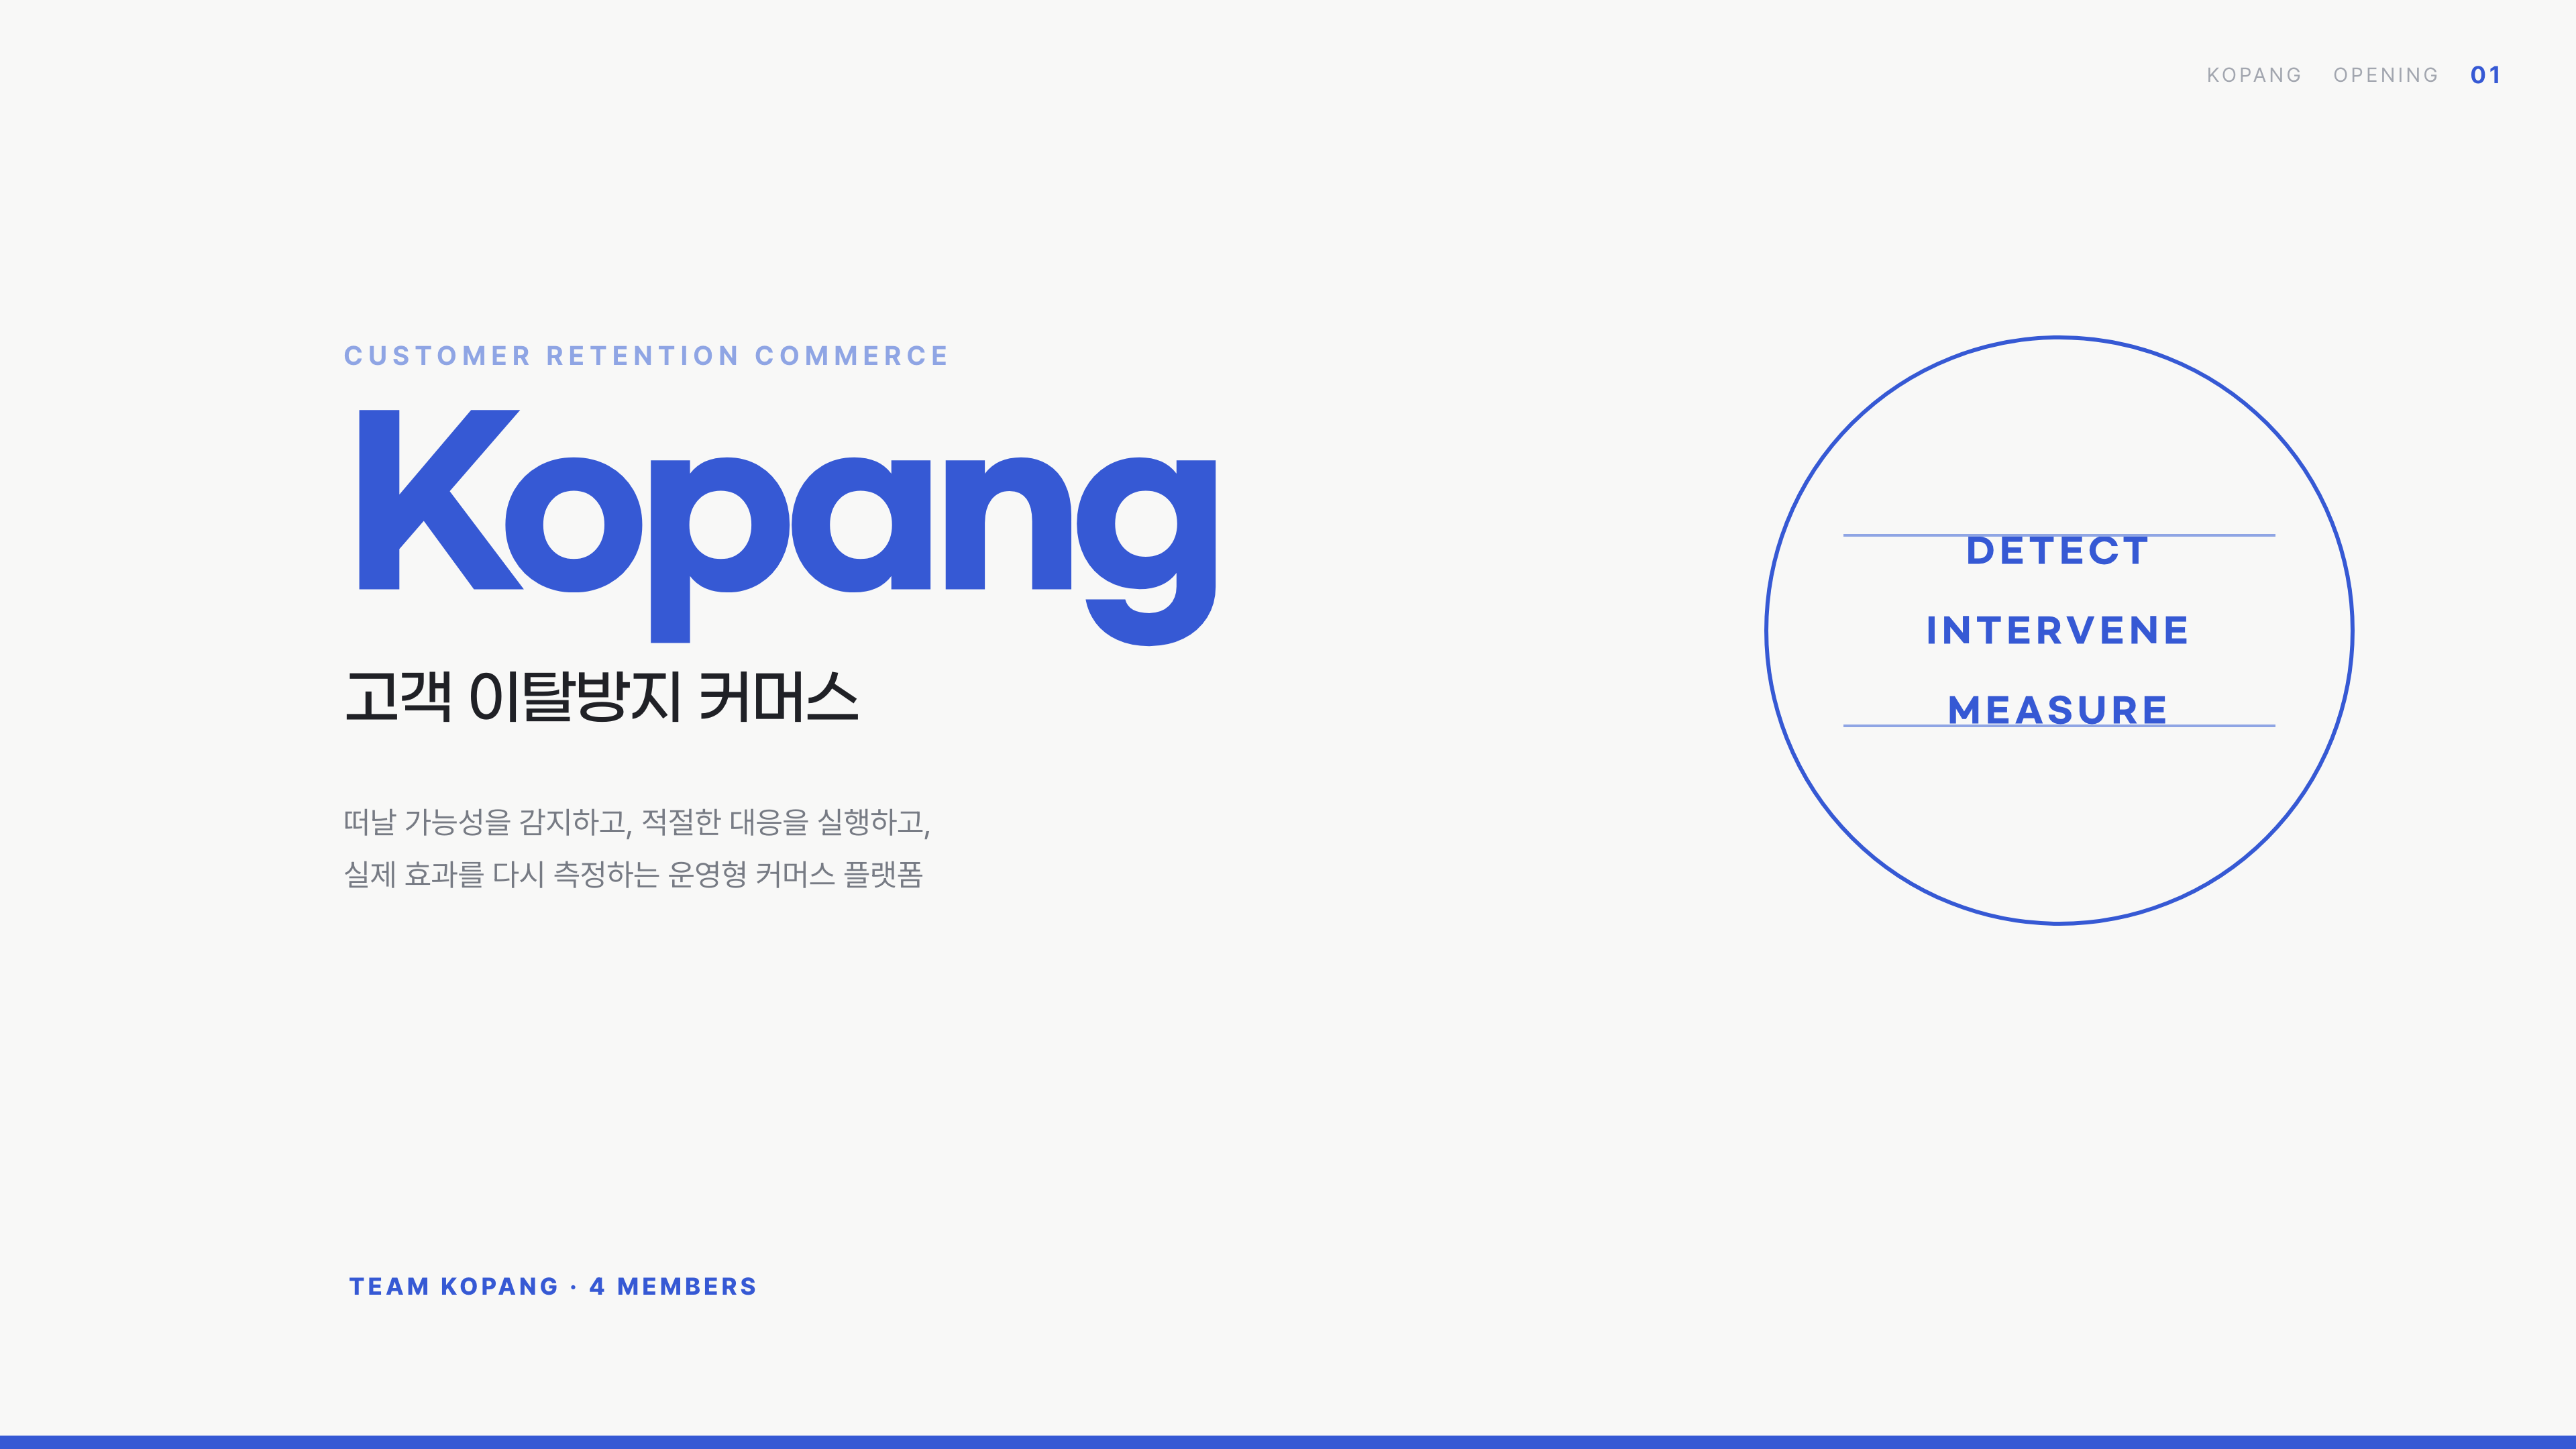 KOPANG OPENING 01
CUSTOMER RETENTION COMMERCE
Kopang
고객 이탈방지 커머스
떠날 가능성을 감지하고, 적절한 대응을 실행하고,
실제 효과를 다시 측정하는 운영형 커머스 플랫폼
DETECT
INTERVENE
MEASURE
TEAM KOPANG · 4 MEMBERS